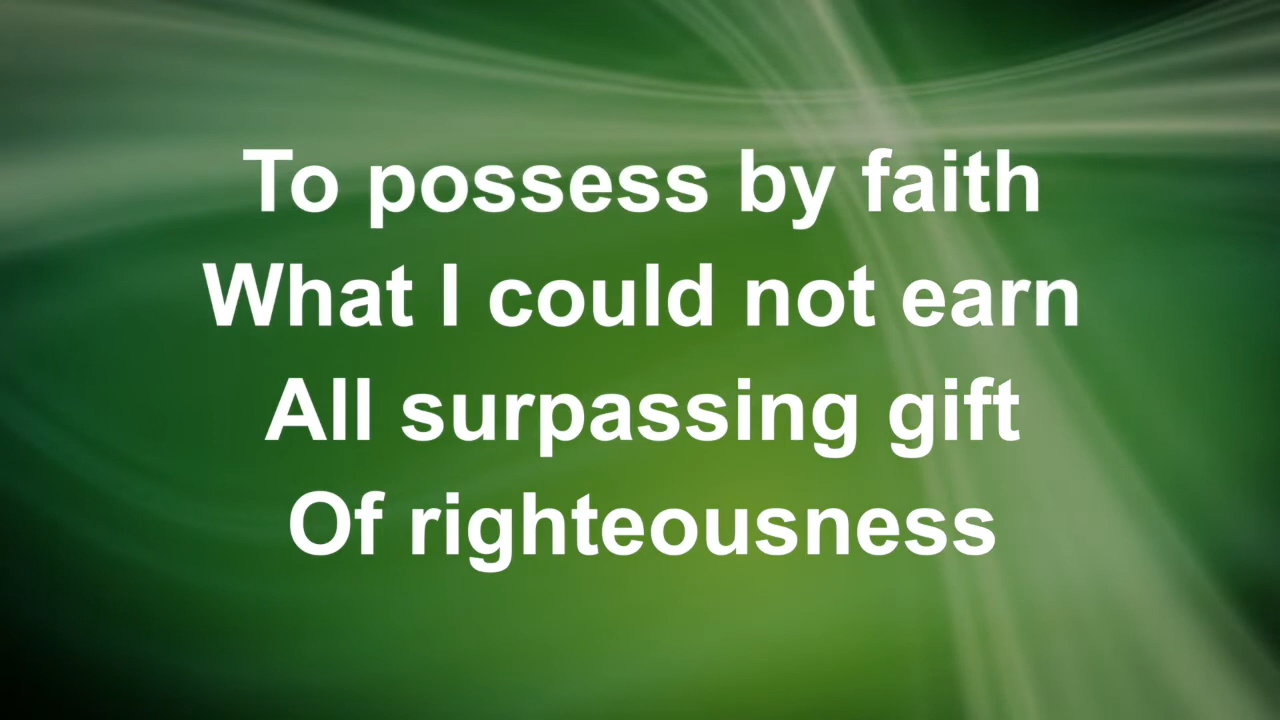 To possess by faith
What I could not earn
All surpassing gift
Of righteousness